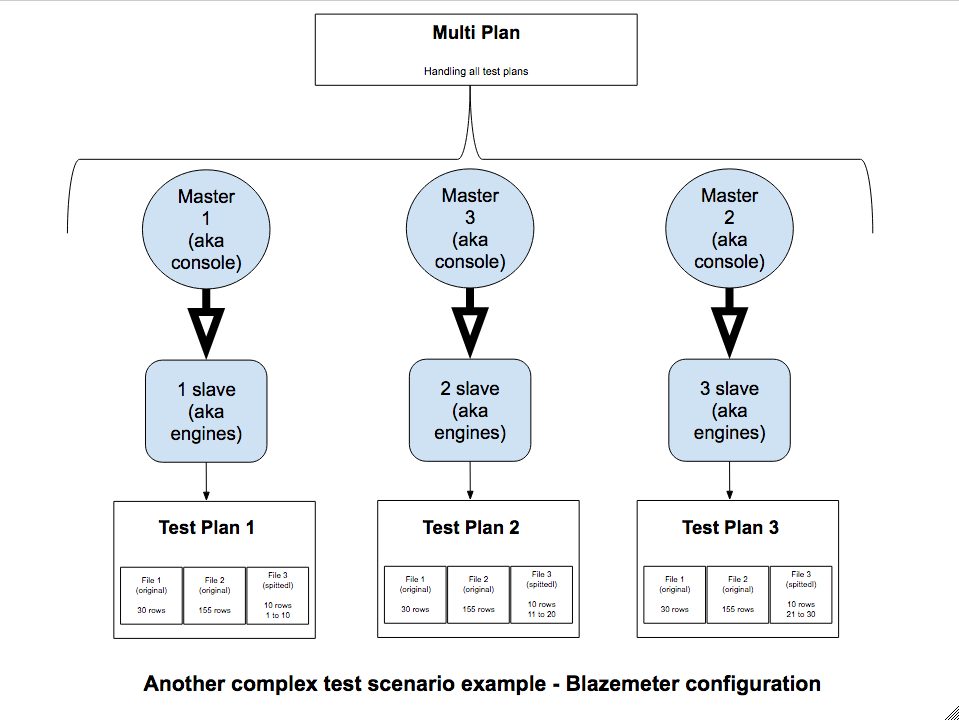 Multi Plan
Handling all test plans
Master
1
(aka
console)
Master
3
(aka
console)
Master
2
(aka
console)
1 slave
(aka
engines)
2 slave
(aka
engines)
3 slave
(aka
engines)
Test Plan 1
File 1
(original)
30 rows
File 2
(original)
155 rows
File 3
(spitted!)
10 rows
1 to 10
Test Plan 2
File 1
(original)
30 rows
File 2
(original)
155 rows
File 3
(spitted!)
10 rows
11 to 20
Test Plan 3
File 1
(original)
30 rows
File 2
(original)
155 rows
File 3
(spitted!)
10 rows
21 to 30
Another complex test scenario example - Blazemeter configuration